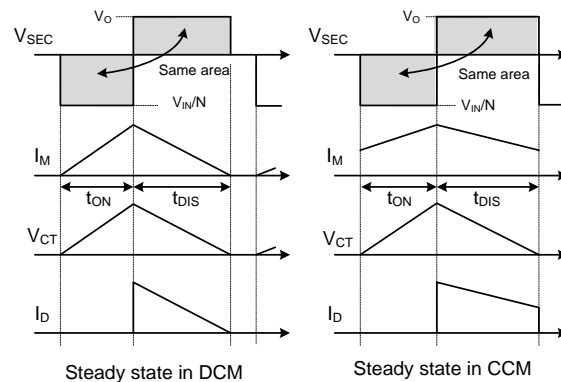 VO
VSEC
Same area
VIN/N
IM
tON
tDIS
VCT
ID
Steady state in DCM
VO
VSEC
Same area
VIN/N
IM
tON
tDIS
VCT
ID
Steady state in CCM